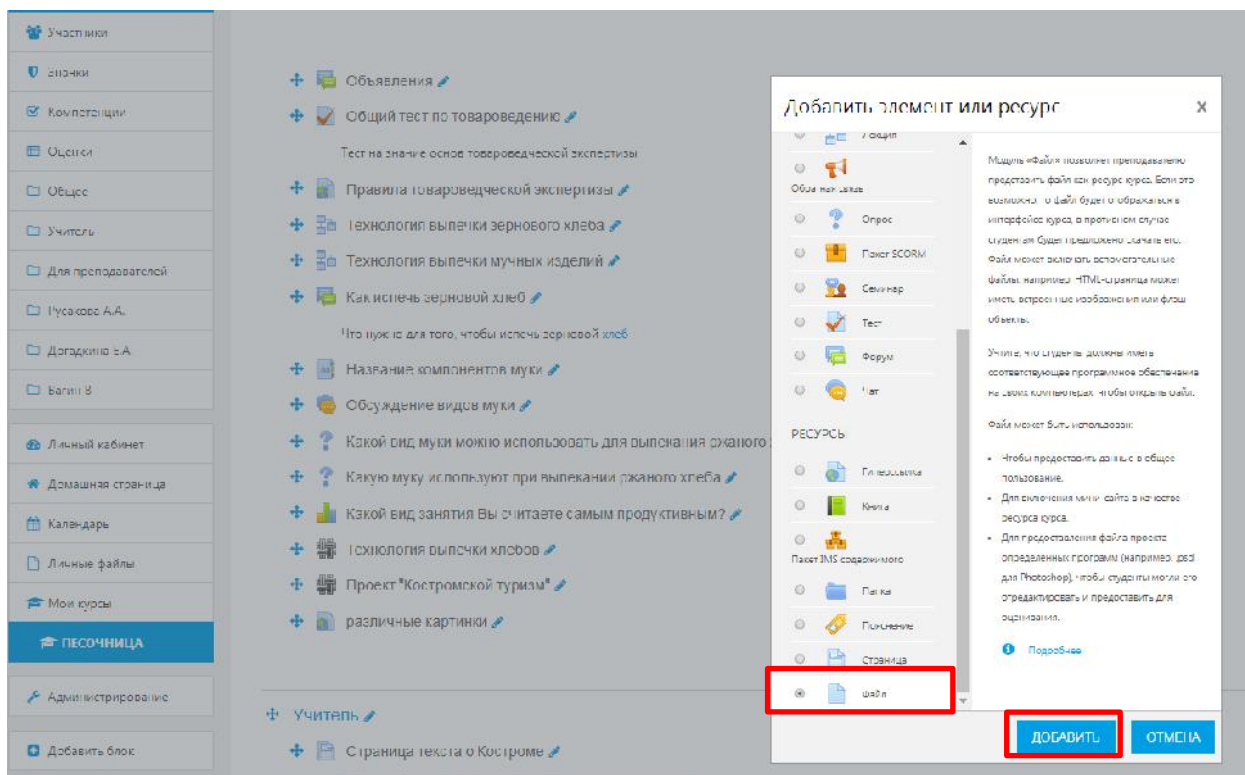 Участники
Значки
Компетенции
Оценки
Общее
Учитель
Для преподавателей
Русакова А.А.
Догадкина Е.А.
Вагин В
Личный кабинет
Домашняя страница
Календарь
Личные файлы
Мои курсы
ПЕСОЧНИЦА
Администрирование
Добавить блок
Объявления
Общий тест по товароведению
Тест на знание основ товароведческой экспертизы
Правила товароведческой экспертизы
Технология выпечки зернового хлеба
Технология выпечки мучных изделий
Как испечь зерновой хлеб
Что нужно для того, чтобы испечь зерновой хлеб
Название компонентов муки
Обсуждение видов муки
Какой вид муки можно использовать для выпекания ржаного
Какую муку используют при выпекании ржаного хлеба
Какой вид занятия Вы считаете самым продуктивным?
Технология выпечки хлебов
Проект "Костромской туризм"
различные картинки
Учитель
Страница текста о Костроме
Добавить элемент или ресурс
x
Лекция
Обратная связь
Опрос
Пакет SCORM
Семинар
Тест
Форум
Чат
РЕСУРСЫ
Гиперссылка
Книга
Пакет IMS содержимого
Папка
Пояснение
Страница
Файл
Модуль «Файл» позволяет преподавателю
представить файл как ресурс курса. Если это
возможно, то файл будет отображаться в
интерфейсе курса, в противном случае
студентам будет предложено скачать его.
Файл может включать вспомогательные
файлы, например, HTML-страница может
иметь встроенные изображения или флэш-
объекты.
Учтите, что студенты должны иметь
соответствующее программное обеспечение
на своих компьютерах, чтобы открыть файл.
Файл может быть использован:
Чтобы предоставить данные в общее
пользование.
Для включения мини-сайта в качестве
ресурса курса.
Для предоставления файла проекта
определенных программ (например, .psd
для Photoshop), чтобы студенты могли его
отредактировать и предоставить для
оценивания.
Подробнее
ДОБАВИТЬ
ОТМЕНА